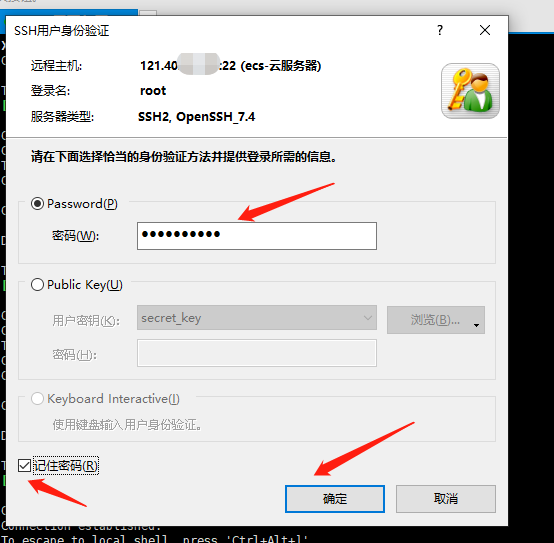 SSH用户身份验证
?
远程主机: 121.40 :22 (ecs-云服务器)
登录名: root
服务器类型: SSH2, OpenSSH_7.4
请在下面选择恰当的身份验证方法并提供登录所需的信息。
Password(P)
密码(W): ●●●●●●●●●●
Public Key(U)
用户密钥(K): secret_key 浏览(B)...
密码(H):
Keyboard Interactive(I)
使用键盘输入用户身份验证。
记住密码(R)
确定 取消
Connection established.
To escape to local shell, press 'Ctrl+Alt+]'.